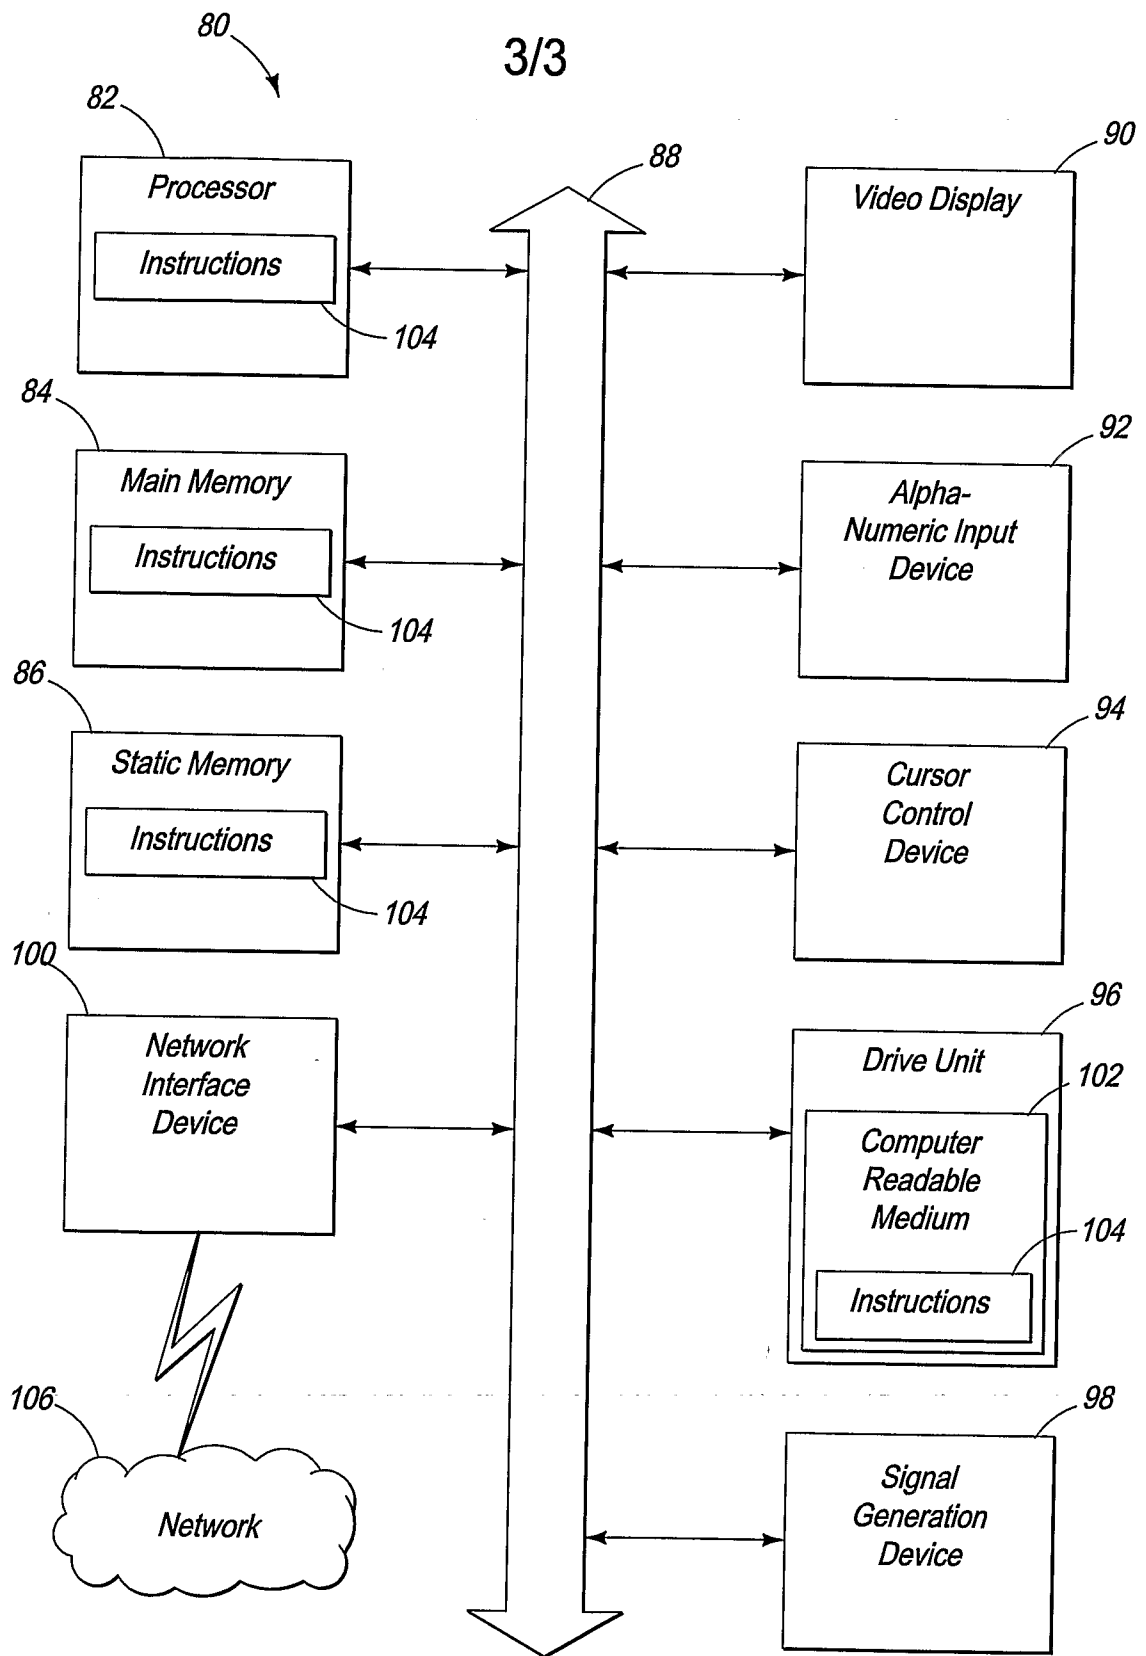 80
3/3
82
Processor
Instructions
104
88
90
Video Display
84
Main Memory
Instructions
104
92
Alpha-
Numeric Input
Device
86
Static Memory
Instructions
104
94
Cursor
Control
Device
100
Network
Interface
Device
96
Drive Unit
102
Computer
Readable
Medium
104
Instructions
106
Network
98
Signal
Generation
Device